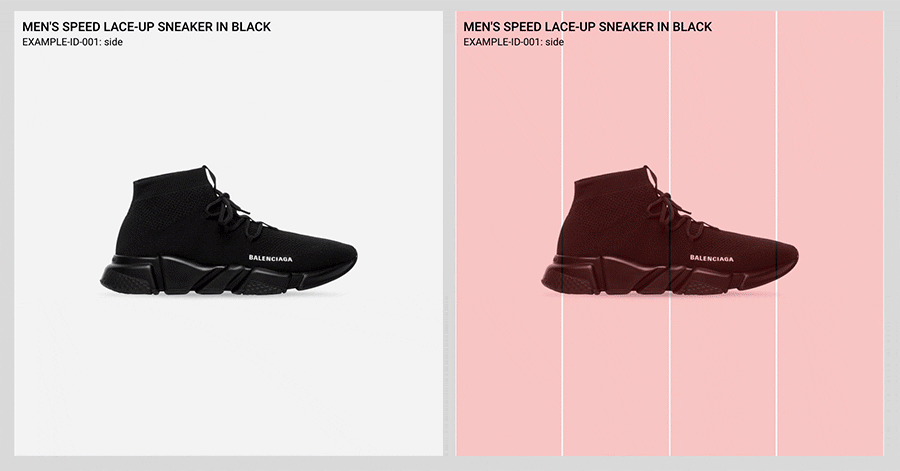 MEN'S SPEED LACE-UP SNEAKER IN BLACK
EXAMPLE-ID-001: side
BALENCIAGA
MEN'S SPEED LACE-UP SNEAKER IN BLACK
EXAMPLE-ID-001: side
BALENCIAGA